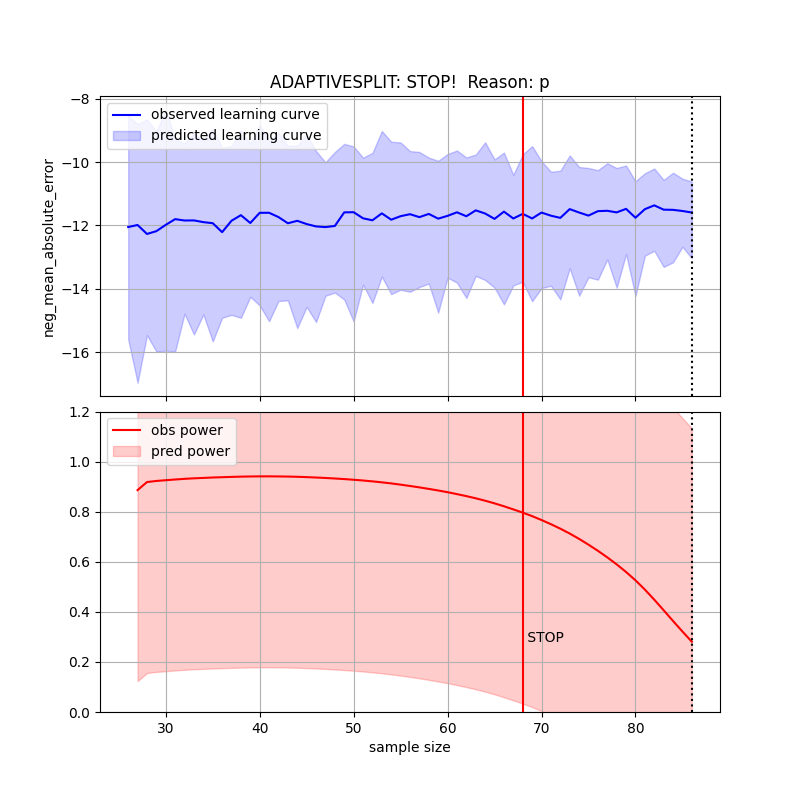 ADAPTIVESPLIT: STOP!  Reason: p
−8
−10
−12
−14
−16
neg_mean_absolute_error
observed learning curve
predicted learning curve
1.2
1.0
0.8
0.6
0.4
0.2
0.0
obs power
pred power
STOP
30 40 50 60 70 80
sample size